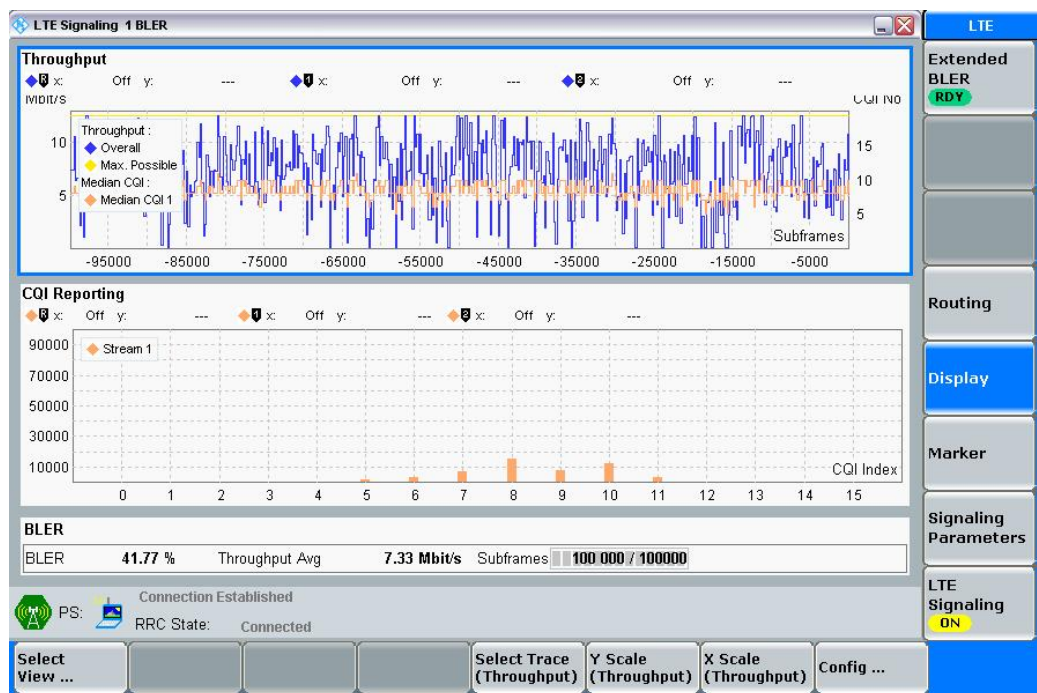 LTE Signaling 1 BLER
LTE
Throughput
R x: Off y: --- 1 x: Off y: --- 2 x: Off y: ---
Mbit/s
CQI No
Throughput :
Overall
Max. Possible
Median CQI :
Median CQI 1
10
5
15
10
5
Subframes
-95000 -85000 -75000 -65000 -55000 -45000 -35000 -25000 -15000 -5000
CQI Reporting
R x: Off y: --- 1 x: Off y: --- 2 x: Off y: ---
90000
Stream 1
70000
50000
30000
10000
CQI Index
0 1 2 3 4 5 6 7 8 9 10 11 12 13 14 15
BLER
BLER 41.77 % Throughput Avg 7.33 Mbit/s Subframes 100 000 / 100000
PS:
Connection Established
RRC State: Connected
Extended
BLER
RDY
Routing
Display
Marker
Signaling
Parameters
LTE
Signaling
ON
Select
View ...
Select Trace
(Throughput)
Y Scale
(Throughput)
X Scale
(Throughput)
Config ...